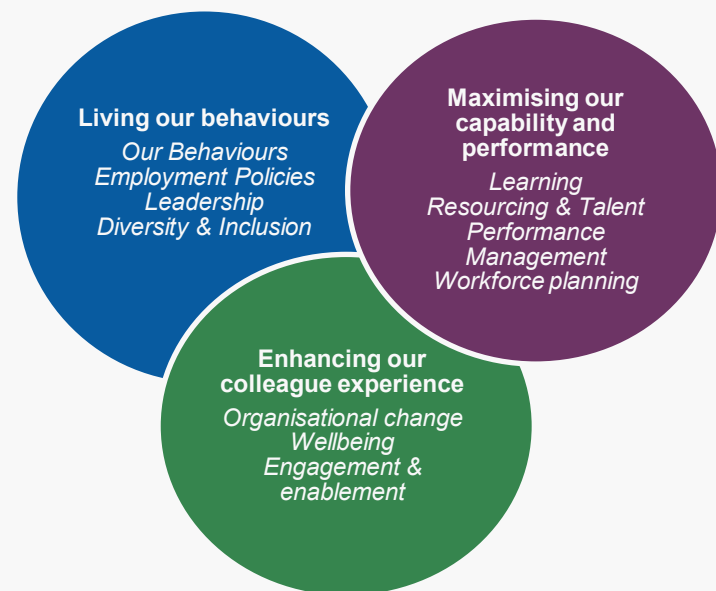 Living our behaviours
Our Behaviours
Employment Policies
Leadership
Diversity & Inclusion
Maximising our
capability and
performance
Learning
Resourcing & Talent
Performance
Management
Workforce planning
Enhancing our
colleague experience
Organisational change
Wellbeing
Engagement &
enablement